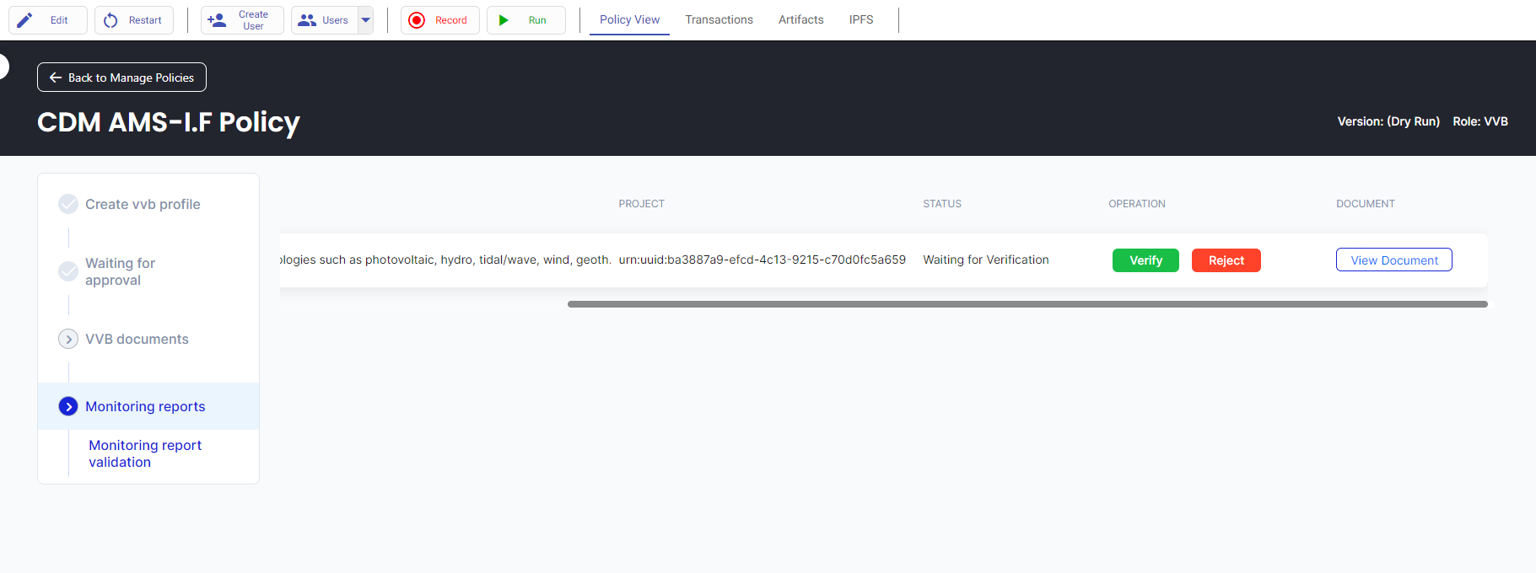 Edit
Restart
Create
User
Users
Record
Run
Policy View
Transactions
Artifacts
IPFS
Back to Manage Policies
CDM AMS-I.F Policy
Version: (Dry Run) Role: VVB
Create vvb profile
Waiting for
approval
VVB documents
Monitoring reports
Monitoring report
validation
PROJECT STATUS OPERATION DOCUMENT
ologies such as photovoltaic, hydro, tidal/wave, wind, geoth. urn:uuid:ba3887a9-efcd-4c13-9215-c70d0fc5a659 Waiting for Verification Verify Reject View Document